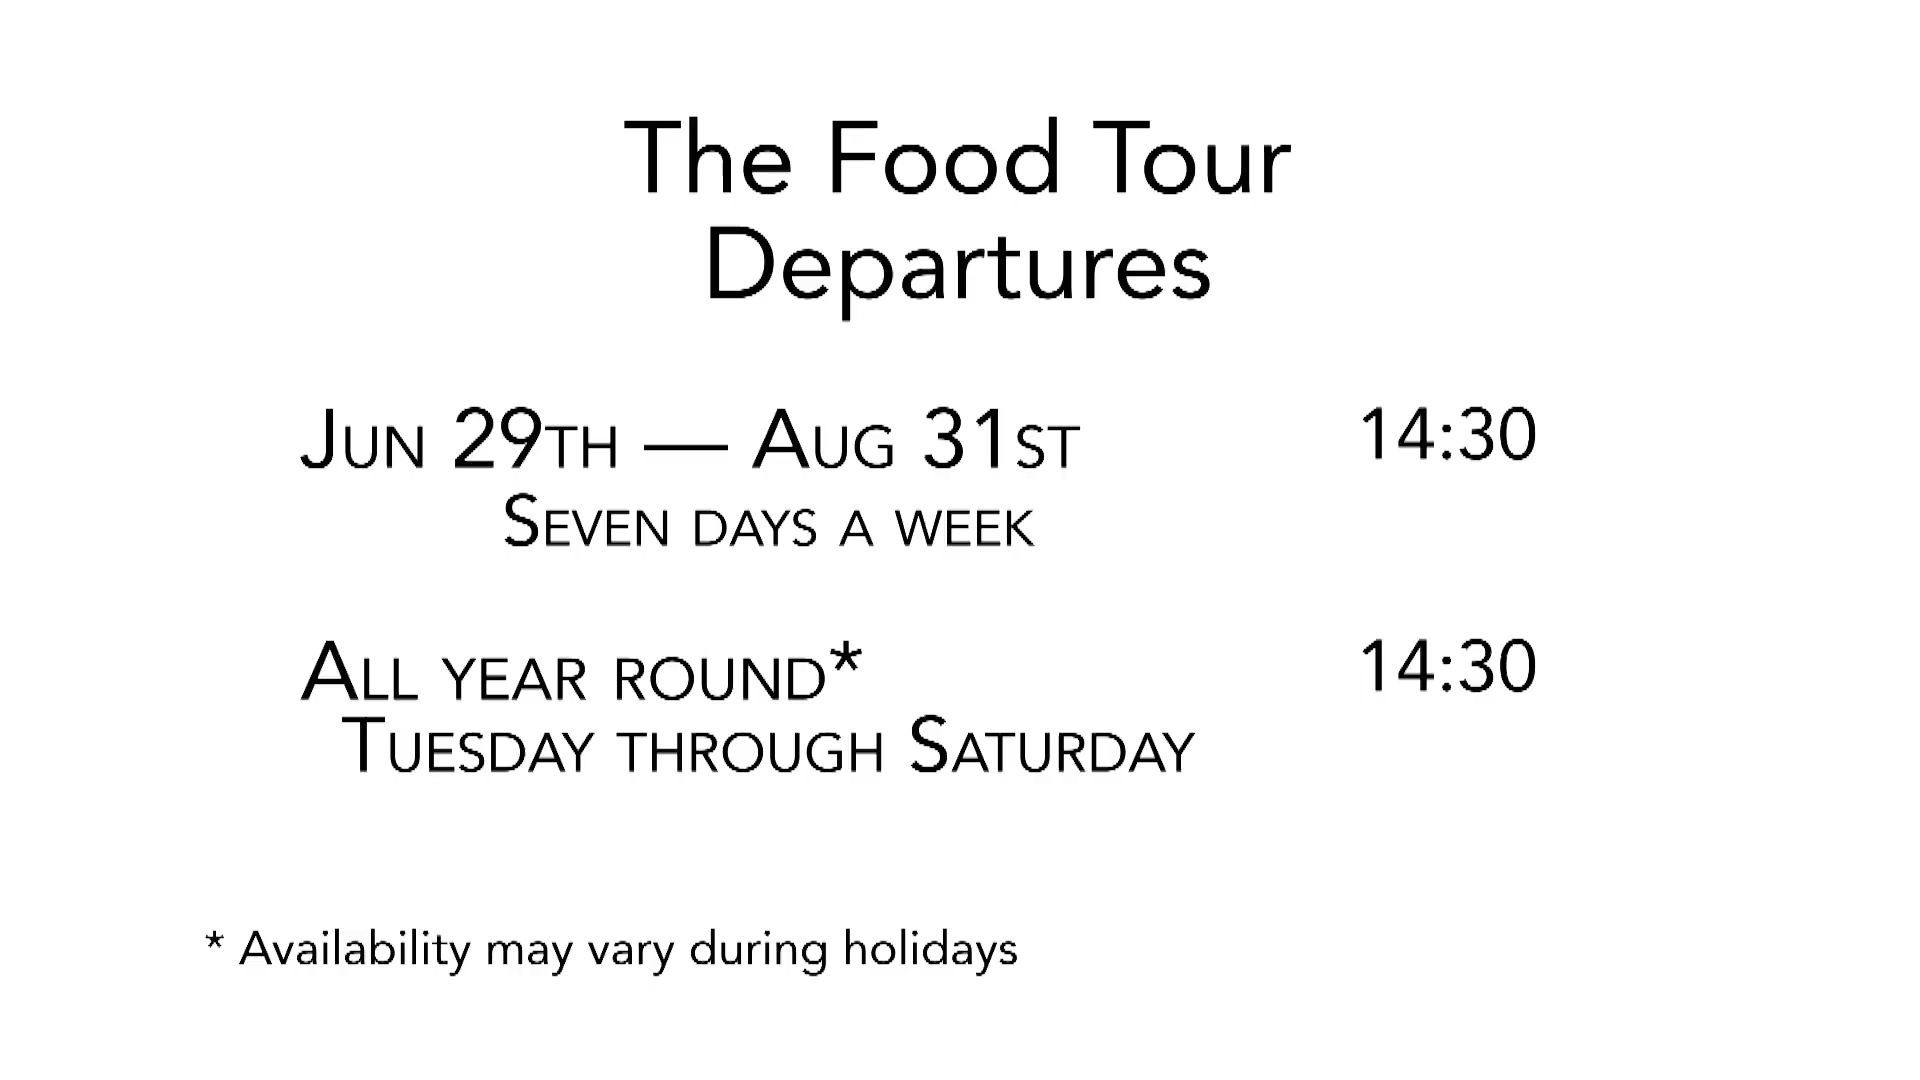 The Food Tour
Departures
Jun 29th — Aug 31st 14:30
Seven days a week
All year round* 14:30
Tuesday through Saturday
* Availability may vary during holidays